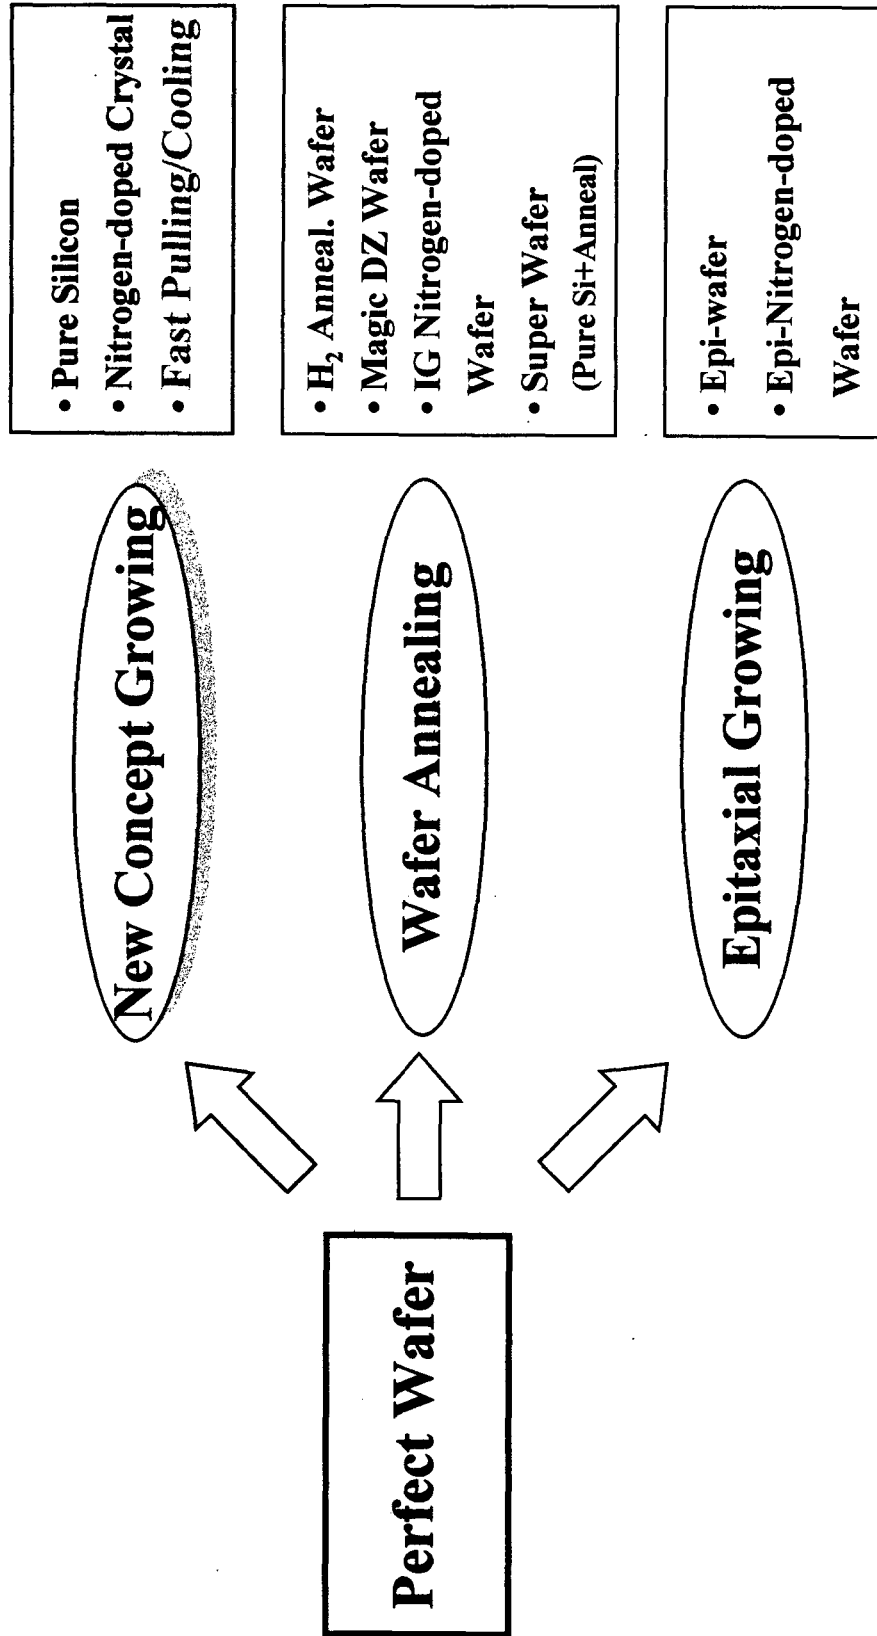 Perfect Wafer
New Concept Growing
• Pure Silicon
• Nitrogen-doped Crystal
• Fast Pulling/Cooling
Wafer Annealing
• H₂ Anneal. Wafer
• Magic DZ Wafer
• IG Nitrogen-doped
Wafer
• Super Wafer
(Pure Si+Anneal)
Epitaxial Growing
• Epi-wafer
• Epi-Nitrogen-doped
Wafer